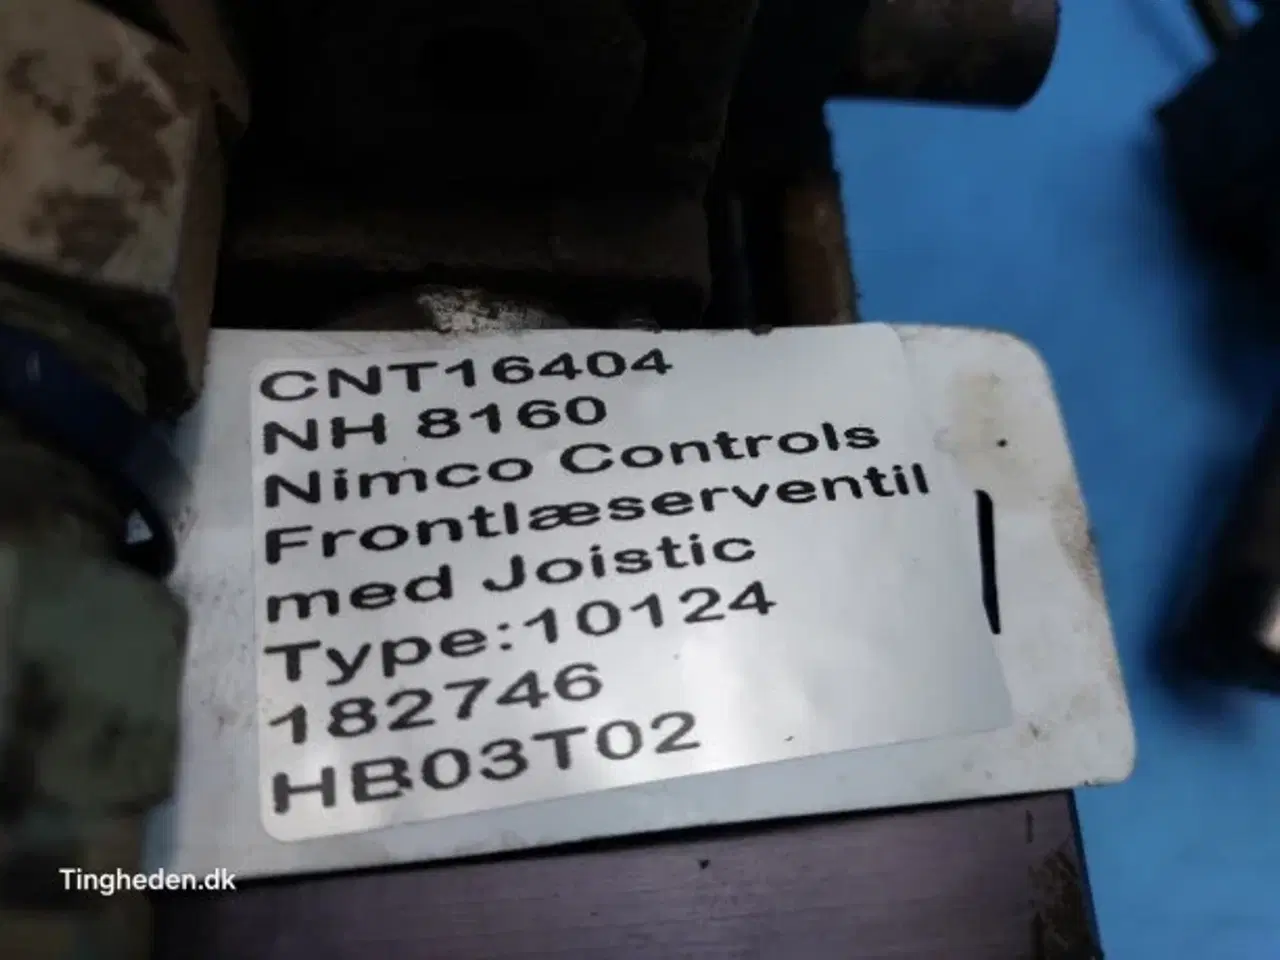 CNT16404
NH 8160
Nimco Controls
Frontlæserventil
med Joistic
Type:10124
182746
HB03T02
Tingheden.dk